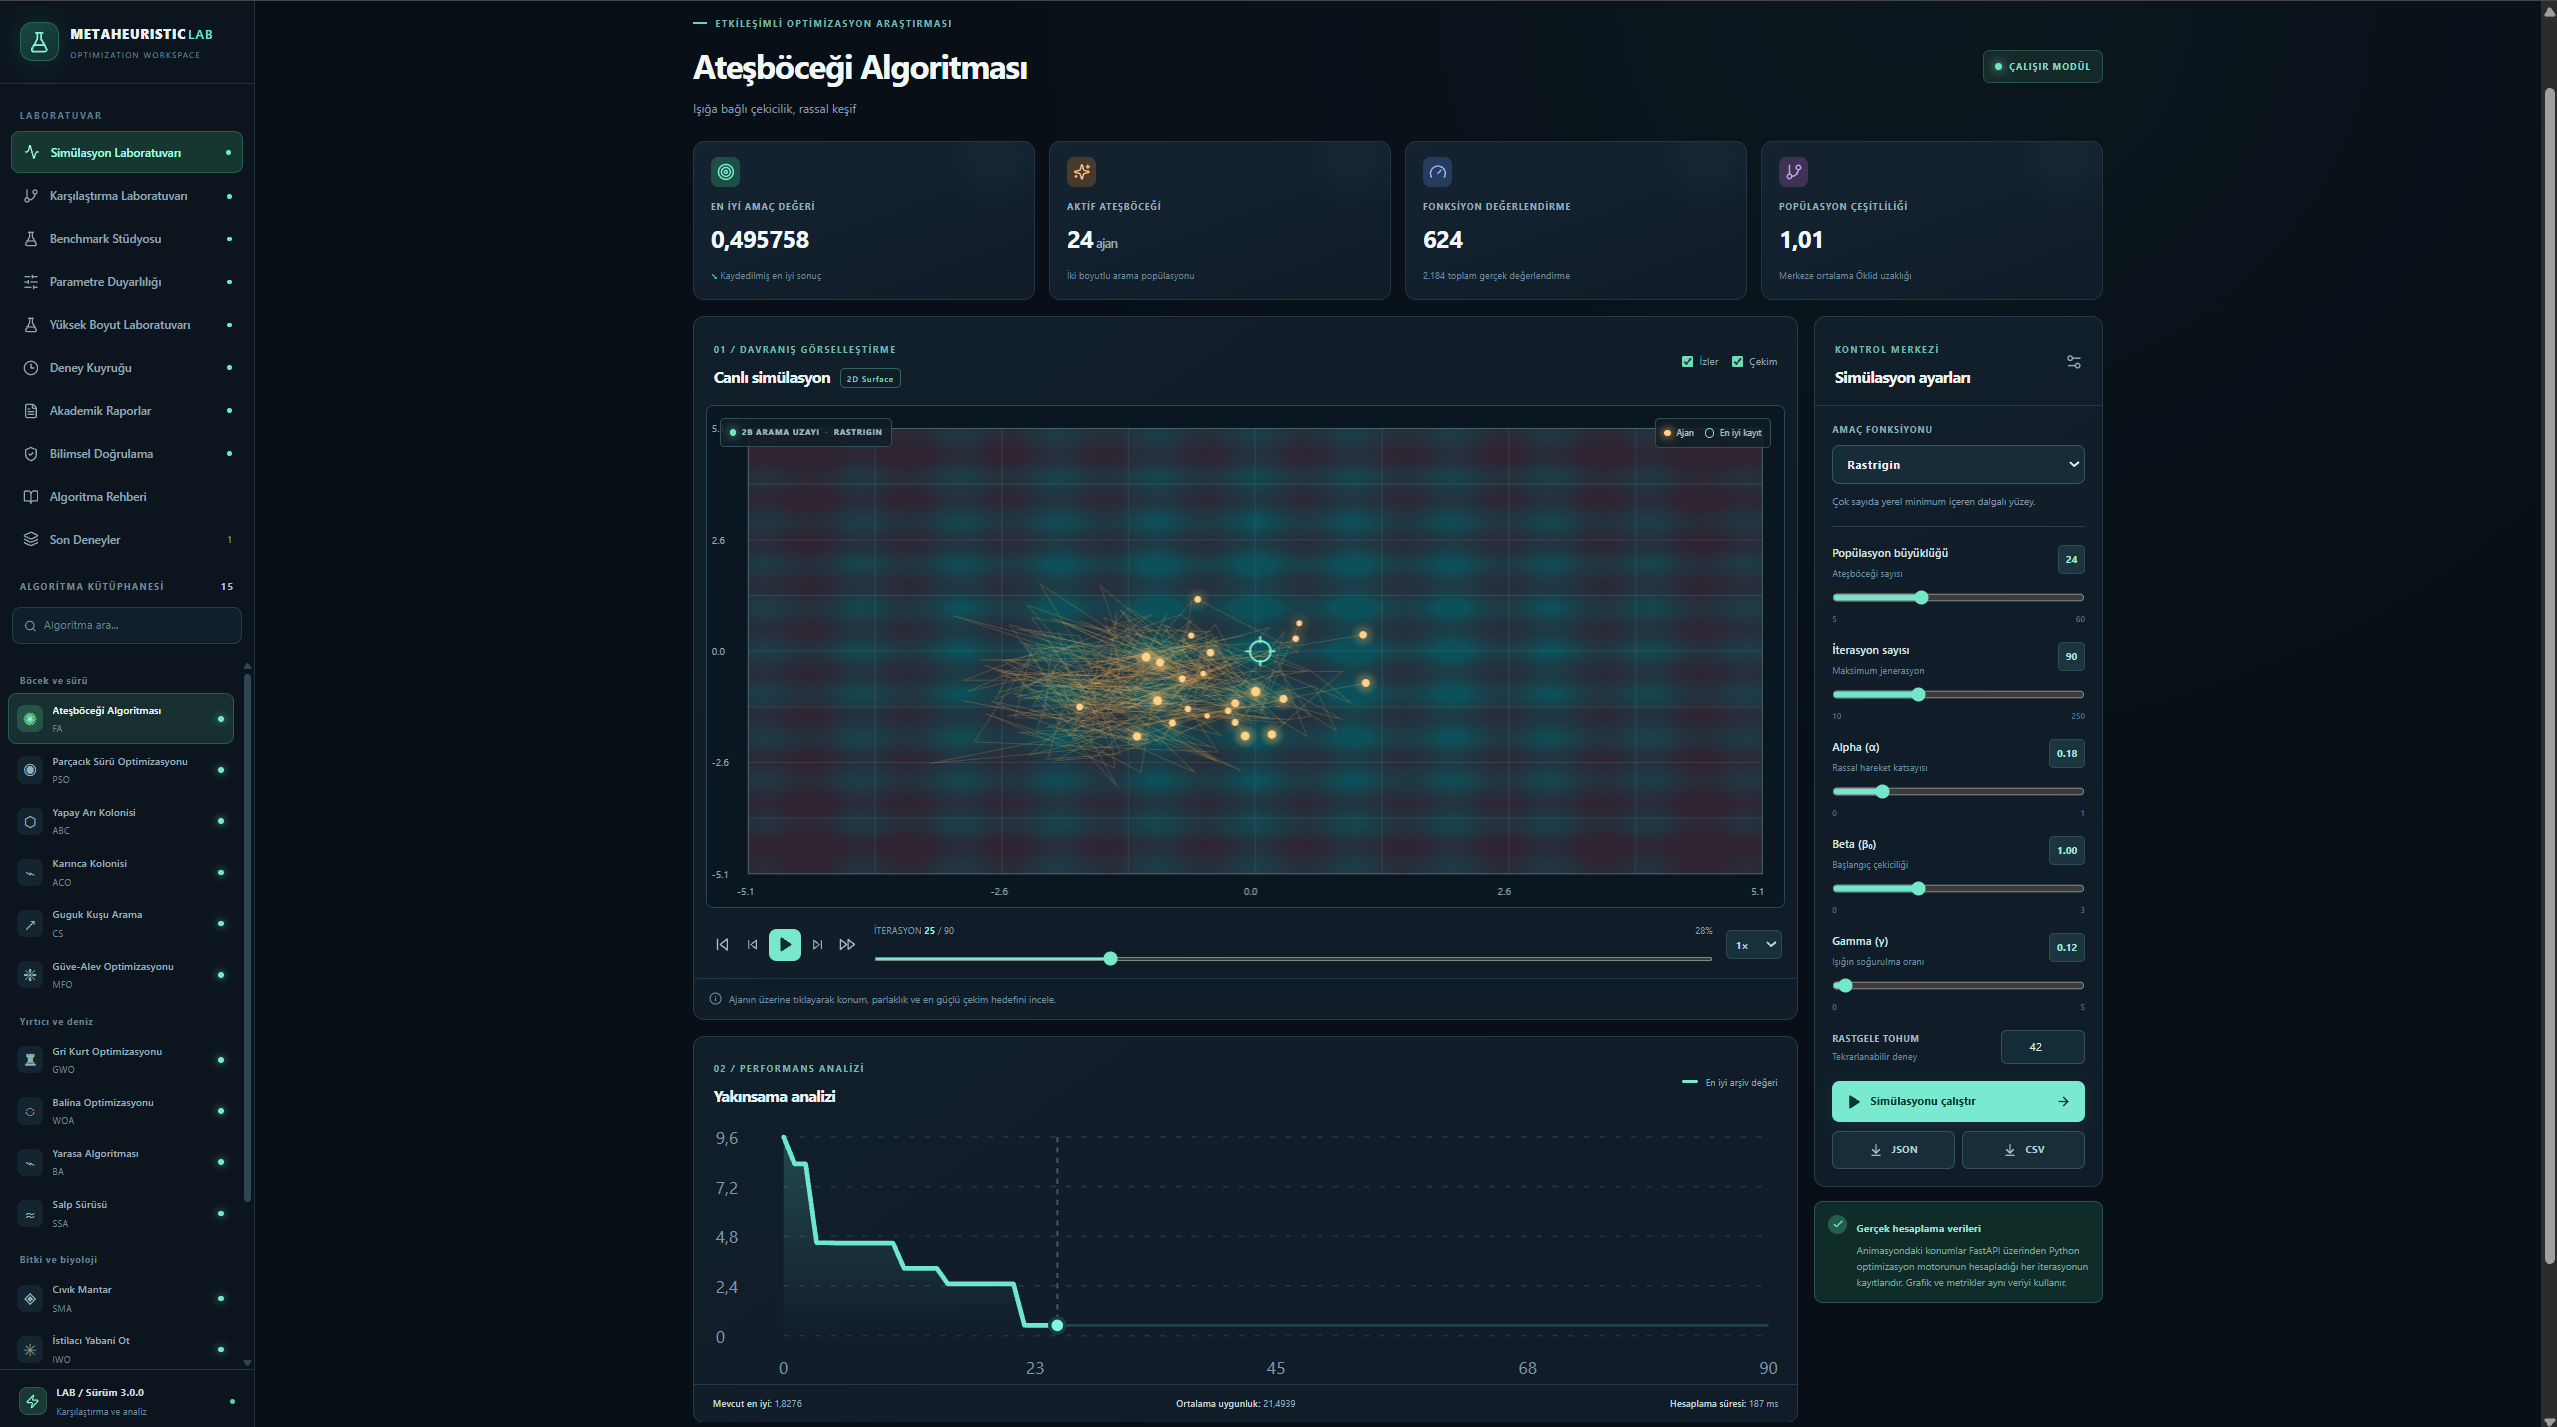 METAHEURISTICLAB
OPTIMIZATION WORKSPACE
LABORATUVAR
Simülasyon Laboratuvarı
Karşılaştırma Laboratuvarı
Benchmark Stüdyosu
Parametre Duyarlılığı
Yüksek Boyut Laboratuvarı
Deney Kuyruğu
Akademik Raporlar
Bilimsel Doğrulama
Algoritma Rehberi
Son Deneyler 1
ALGORİTMA KÜTÜPHANESİ 15
Algoritma ara...
Böcek ve sürü
Ateşböceği Algoritması
FA
Parçacık Sürü Optimizasyonu
PSO
Yapay Arı Kolonisi
ABC
Karınca Kolonisi
ACO
Guguk Kuşu Arama
CS
Güve-Alev Optimizasyonu
MFO
Yırtıcı ve deniz
Gri Kurt Optimizasyonu
GWO
Balina Optimizasyonu
WOA
Yarasa Algoritması
BA
Salp Sürüsü
SSA
Bitki ve biyoloji
Cıvık Mantar
SMA
İstilacı Yabani Ot
IWO
LAB / Sürüm 3.0.0
Karşılaştırma ve analiz
ETKİLEŞİMLİ OPTİMİZASYON ARAŞTIRMASI
Ateşböceği Algoritması
Işığa bağlı çekicilik, rassal keşif
ÇALIŞIR MODÜL
EN İYİ AMAÇ DEĞERİ
0,495758
↘ Kaydedilmiş en iyi sonuç
AKTİF ATEŞBÖCEĞİ
24 ajan
İki boyutlu arama popülasyonu
FONKSİYON DEĞERLENDİRME
624
2.184 toplam gerçek değerlendirme
POPÜLASYON ÇEŞİTLİLİĞİ
1,01
Merkeze ortalama Öklid uzaklığı
01 / DAVRANIŞ GÖRSELLEŞTİRME
Canlı simülasyon 2D Surface
İzler Çekim
2B ARAMA UZAYI · RASTRIGIN
Ajan En iyi kayıt
5.
2.6
0.0
-2.6
-5.1
-5.1 -2.6 0.0 2.6 5.1
İTERASYON 25 / 90 28%
1×
Ajanın üzerine tıklayarak konum, parlaklık ve en güçlü çekim hedefini incele.
02 / PERFORMANS ANALİZİ
Yakınsama analizi
En iyi arşiv değeri
9,6
7,2
4,8
2,4
0
0 23 45 68 90
Mevcut en iyi: 1,8276 Ortalama uygunluk: 21,4939 Hesaplama süresi: 187 ms
KONTROL MERKEZİ
Simülasyon ayarları
AMAÇ FONKSİYONU
Rastrigin
Çok sayıda yerel minimum içeren dalgalı yüzey.
Popülasyon büyüklüğü 24
Ateşböceği sayısı
5 60
İterasyon sayısı 90
Maksimum jenerasyon
10 250
Alpha (α) 0.18
Rassal hareket katsayısı
0 1
Beta (β₀) 1.00
Başlangıç çekiciliği
0 3
Gamma (γ) 0.12
Işığın soğurulma oranı
0 5
RASTGELE TOHUM 42
Tekrarlanabilir deney
Simülasyonu çalıştır
JSON CSV
Gerçek hesaplama verileri
Animasyondaki konumlar FastAPI üzerinden Python
optimizasyon motorunun hesapladığı her iterasyonun
kayıtlarıdır. Grafik ve metrikler aynı veriyi kullanır.